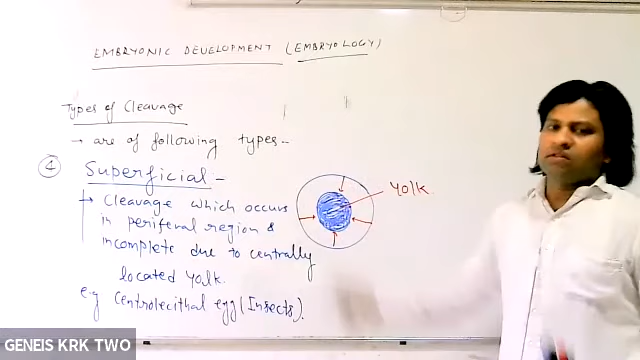 EMBRYONIC DEVELOPMENT (EMBRYOLOGY)
Types of Cleavage
→ are of following types-
④ Superficial -
→ Cleavage which occurs
in periferal region &
incomplete due to centrally
located Yolk.
e.g Centrolecithal egg (Insects).
Yolk
GENEIS KRK TWO